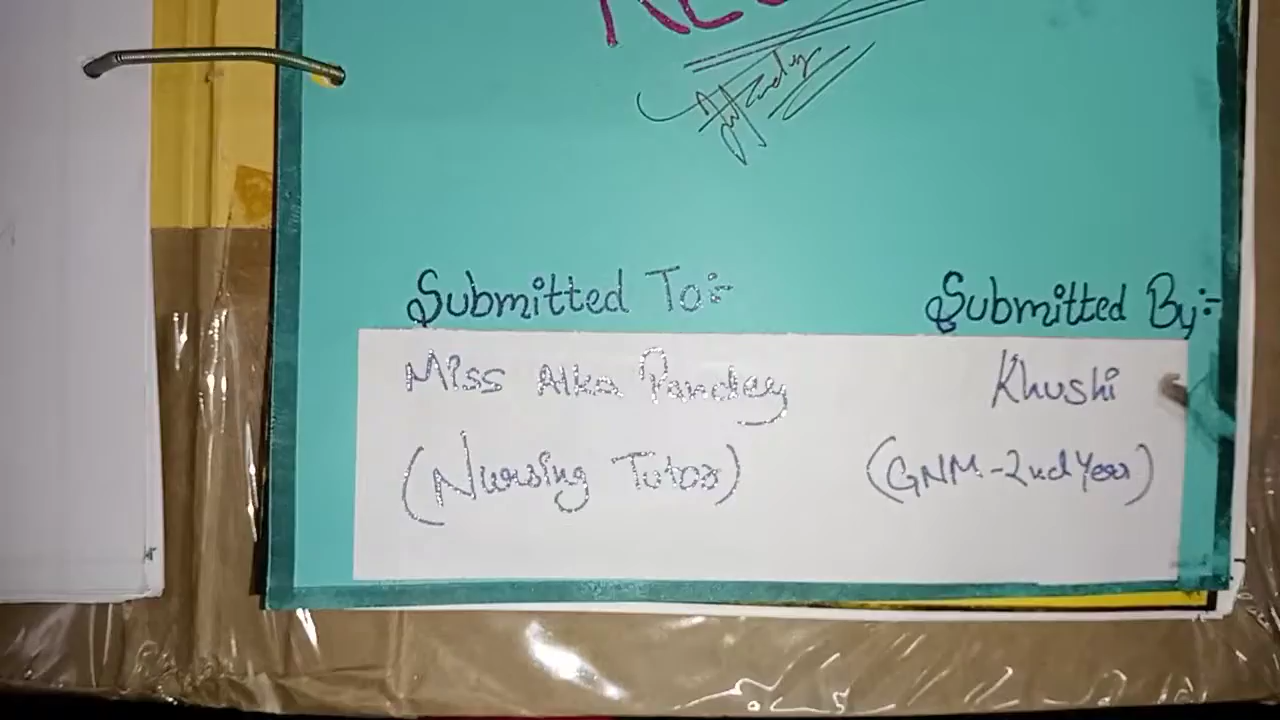 Submitted To:-
Miss Alka Pandey
(Nursing Tutor)
Submitted By:-
Khushi
(GNM-2nd Year)